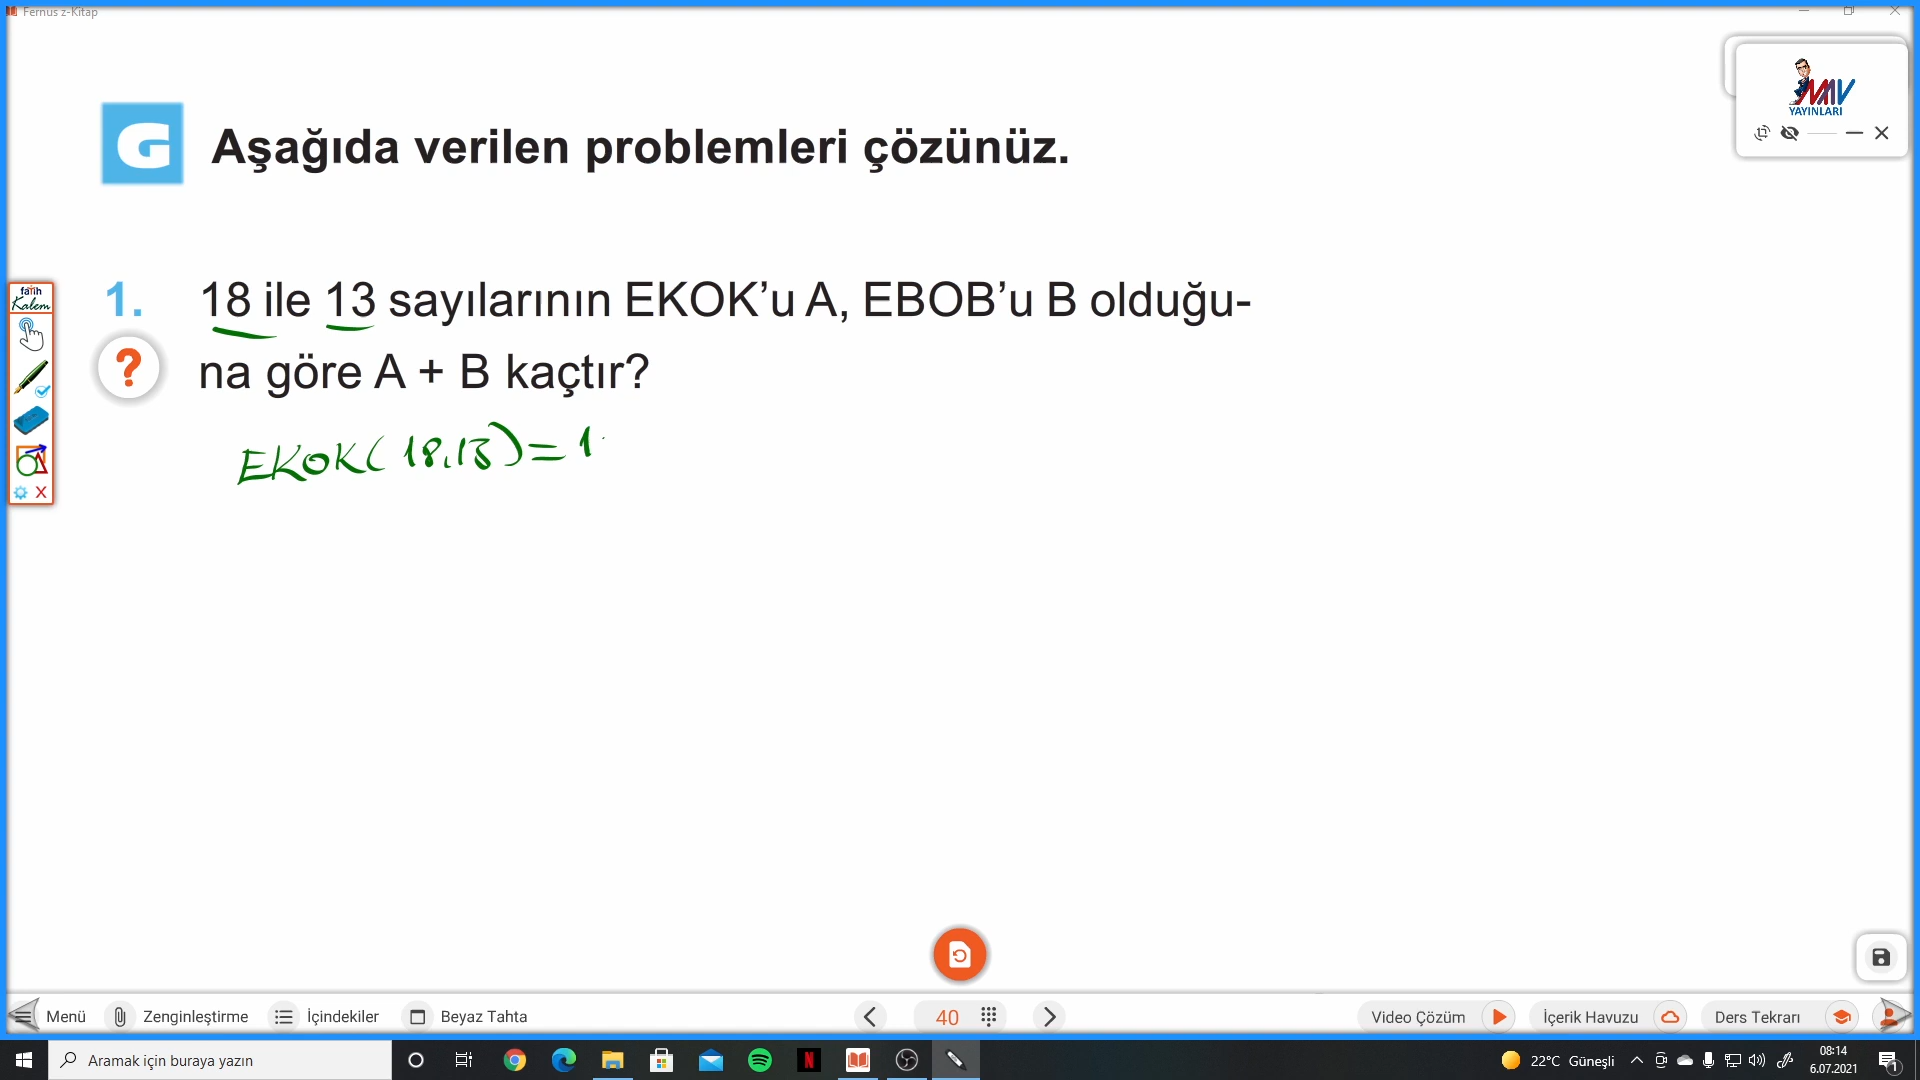 Fernus z-Kitap
MAV
YAYINLARI
G Aşağıda verilen problemleri çözünüz.
fatih
Kalem
1. 18 ile 13 sayılarının EKOK’u A, EBOB’u B olduğu-
? na göre A + B kaçtır?
EKOK(18,13)=1
Menü Zenginleştirme İçindekiler Beyaz Tahta 40 Video Çözüm İçerik Havuzu Ders Tekrarı
Aramak için buraya yazın 22°C Güneşli 08:14
6.07.2021
1